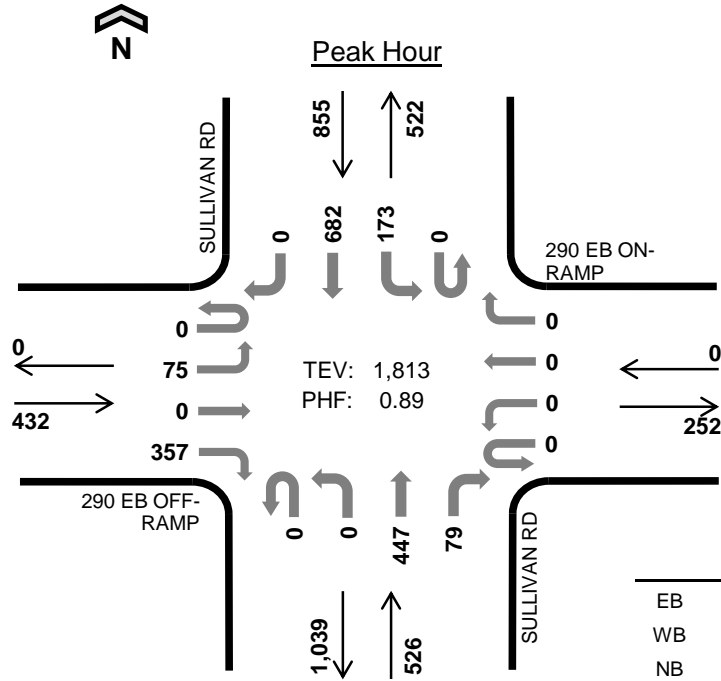 N
Peak Hour
SULLIVAN RD
855
522
0
682
173
0
290 EB ON-
RAMP
0
75
0
357
0
432
TEV: 1,813
PHF: 0.89
0
0
0
0
0
252
290 EB OFF-
RAMP
0
0
447
79
SULLIVAN RD
1,039
526
EB
WB
NB